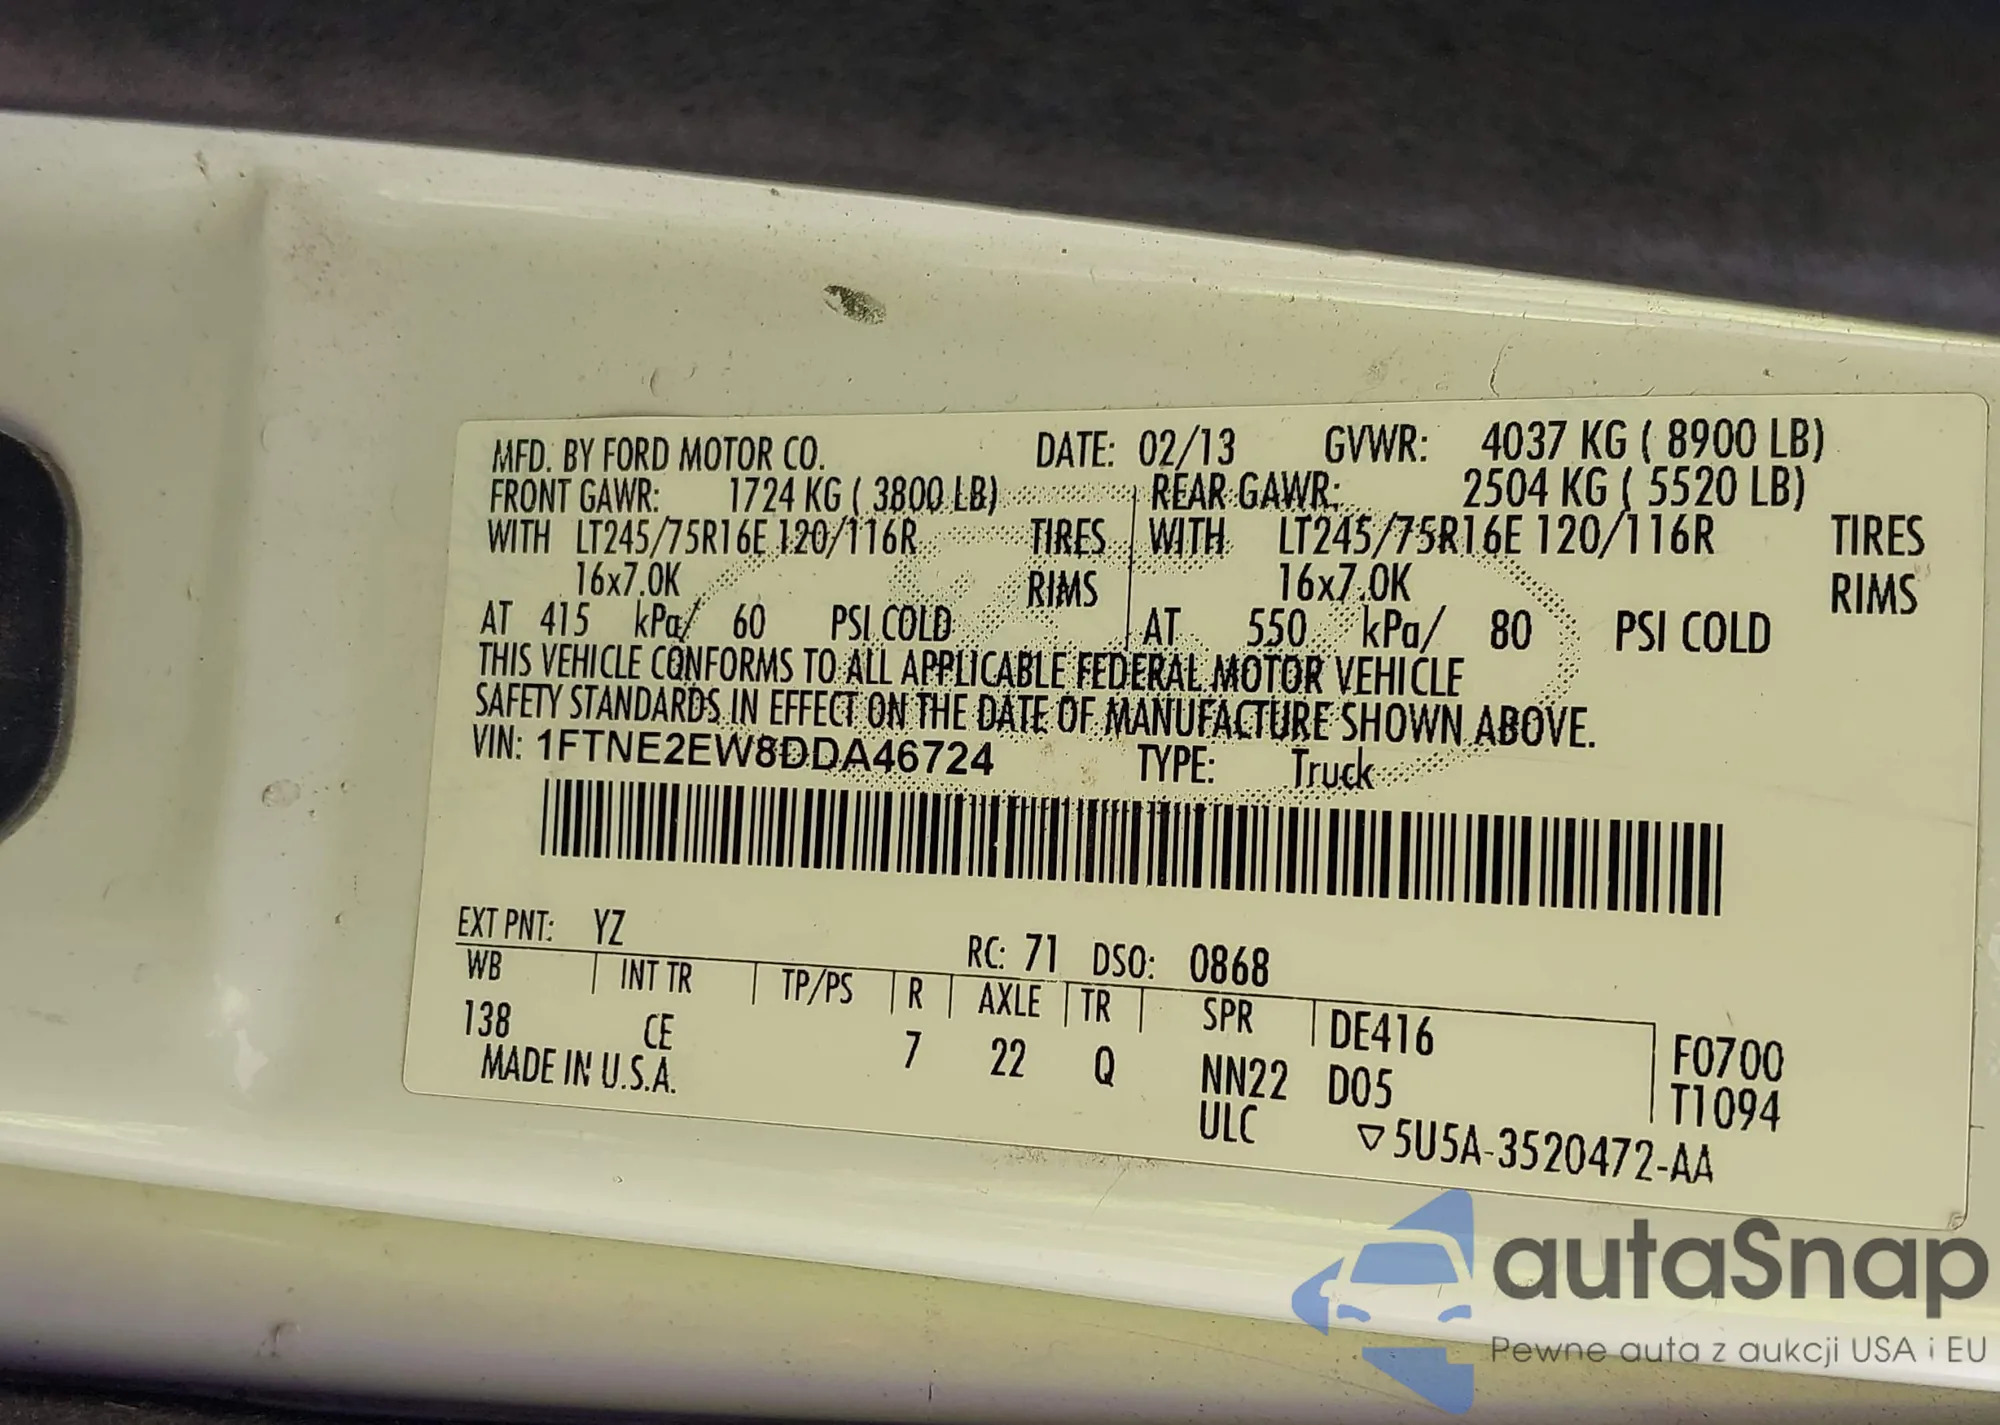 MFD. BY FORD MOTOR CO. DATE: 02/13 GVWR: 4037 KG ( 8900 LB)
FRONT GAWR: 1724 KG ( 3800 LB) REAR GAWR: 2504 KG ( 5520 LB)
WITH LT245/75R16E 120/116R TIRES WITH LT245/75R16E 120/116R TIRES
16x7.0K RIMS 16x7.0K RIMS
AT 415 kPa/ 60 PSI COLD AT 550 kPa/ 80 PSI COLD
THIS VEHICLE CONFORMS TO ALL APPLICABLE FEDERAL MOTOR VEHICLE
SAFETY STANDARDS IN EFFECT ON THE DATE OF MANUFACTURE SHOWN ABOVE.
VIN: 1FTNE2EW8DDA46724 TYPE: Truck
EXT PNT: YZ RC: 71 DSO: 0868
WB INT TR TP/PS R AXLE TR SPR DE416 F0700
138 CE 7 22 Q NN22 D05 T1094
MADE IN U.S.A. ULC ▽5U5A-3520472-AA
autaSnap
Pewne auta z aukcji USA i EU